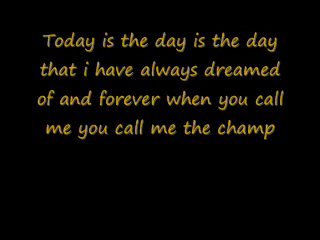 Today is the day is the day
that i have always dreamed
of and forever when you call
me you call me the champ